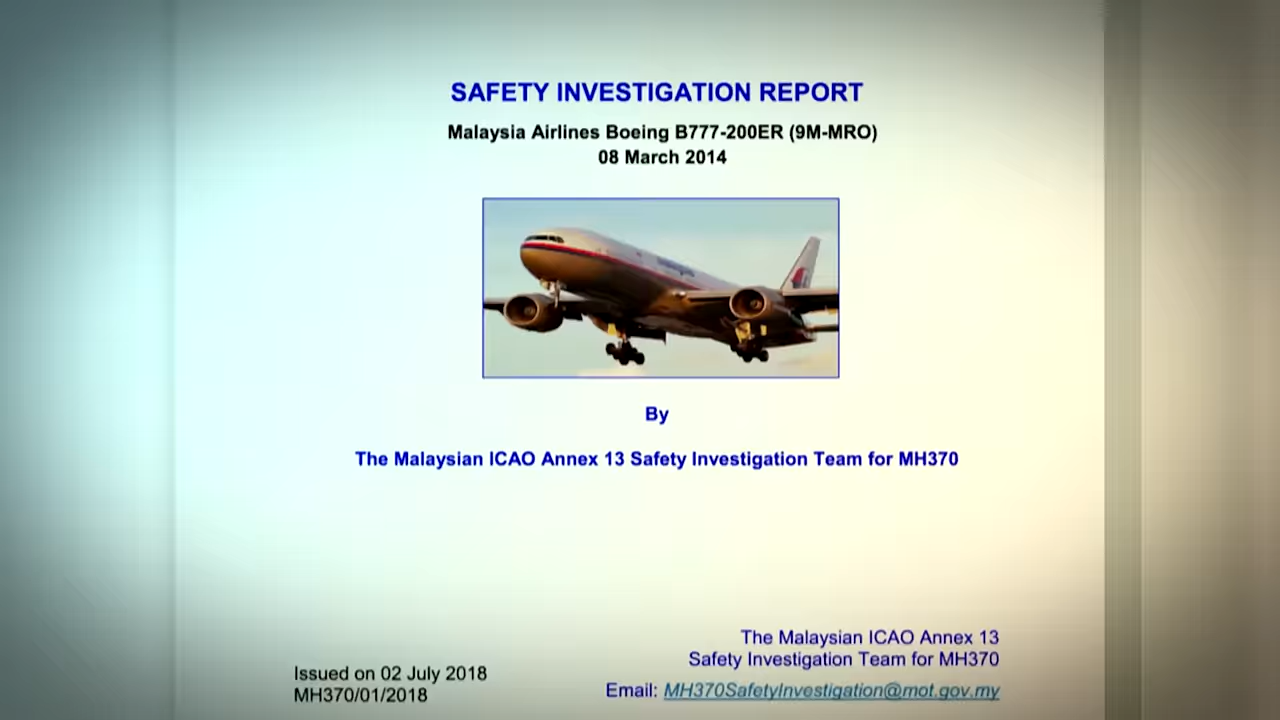 SAFETY INVESTIGATION REPORT
Malaysia Airlines Boeing B777-200ER (9M-MRO)
08 March 2014
By
The Malaysian ICAO Annex 13 Safety Investigation Team for MH370
Issued on 02 July 2018
MH370/01/2018
The Malaysian ICAO Annex 13
Safety Investigation Team for MH370
Email: MH370SafetyInvestigation@mot.gov.my